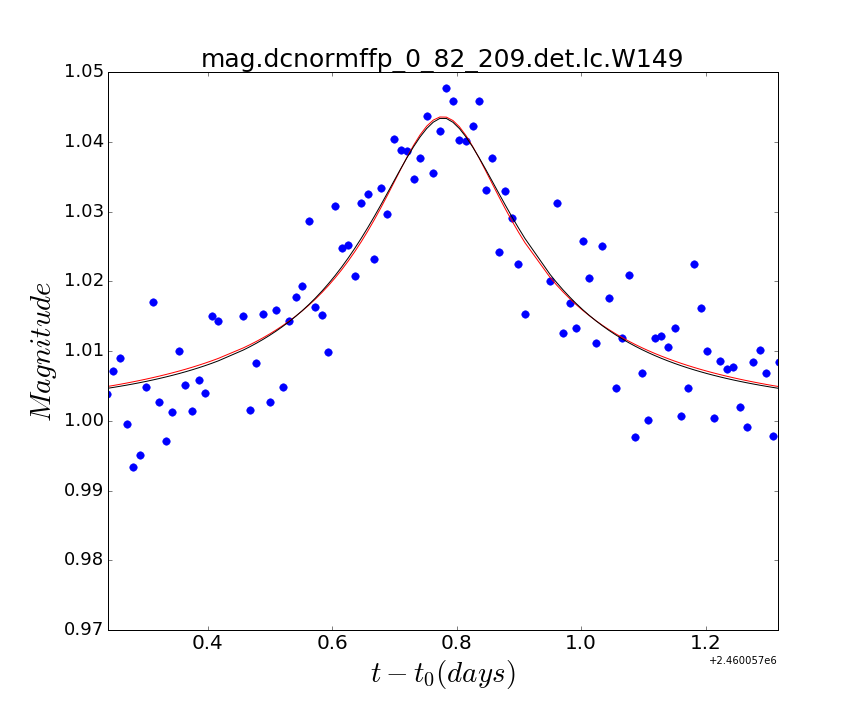 mag.dcnormffp_0_82_209.det.lc.W149
1.05
1.04
1.03
1.02
1.01
1.00
0.99
0.98
0.97
Magnitude
0.4 0.6 0.8 1.0 1.2
+2.460057e6
t − t0(days)